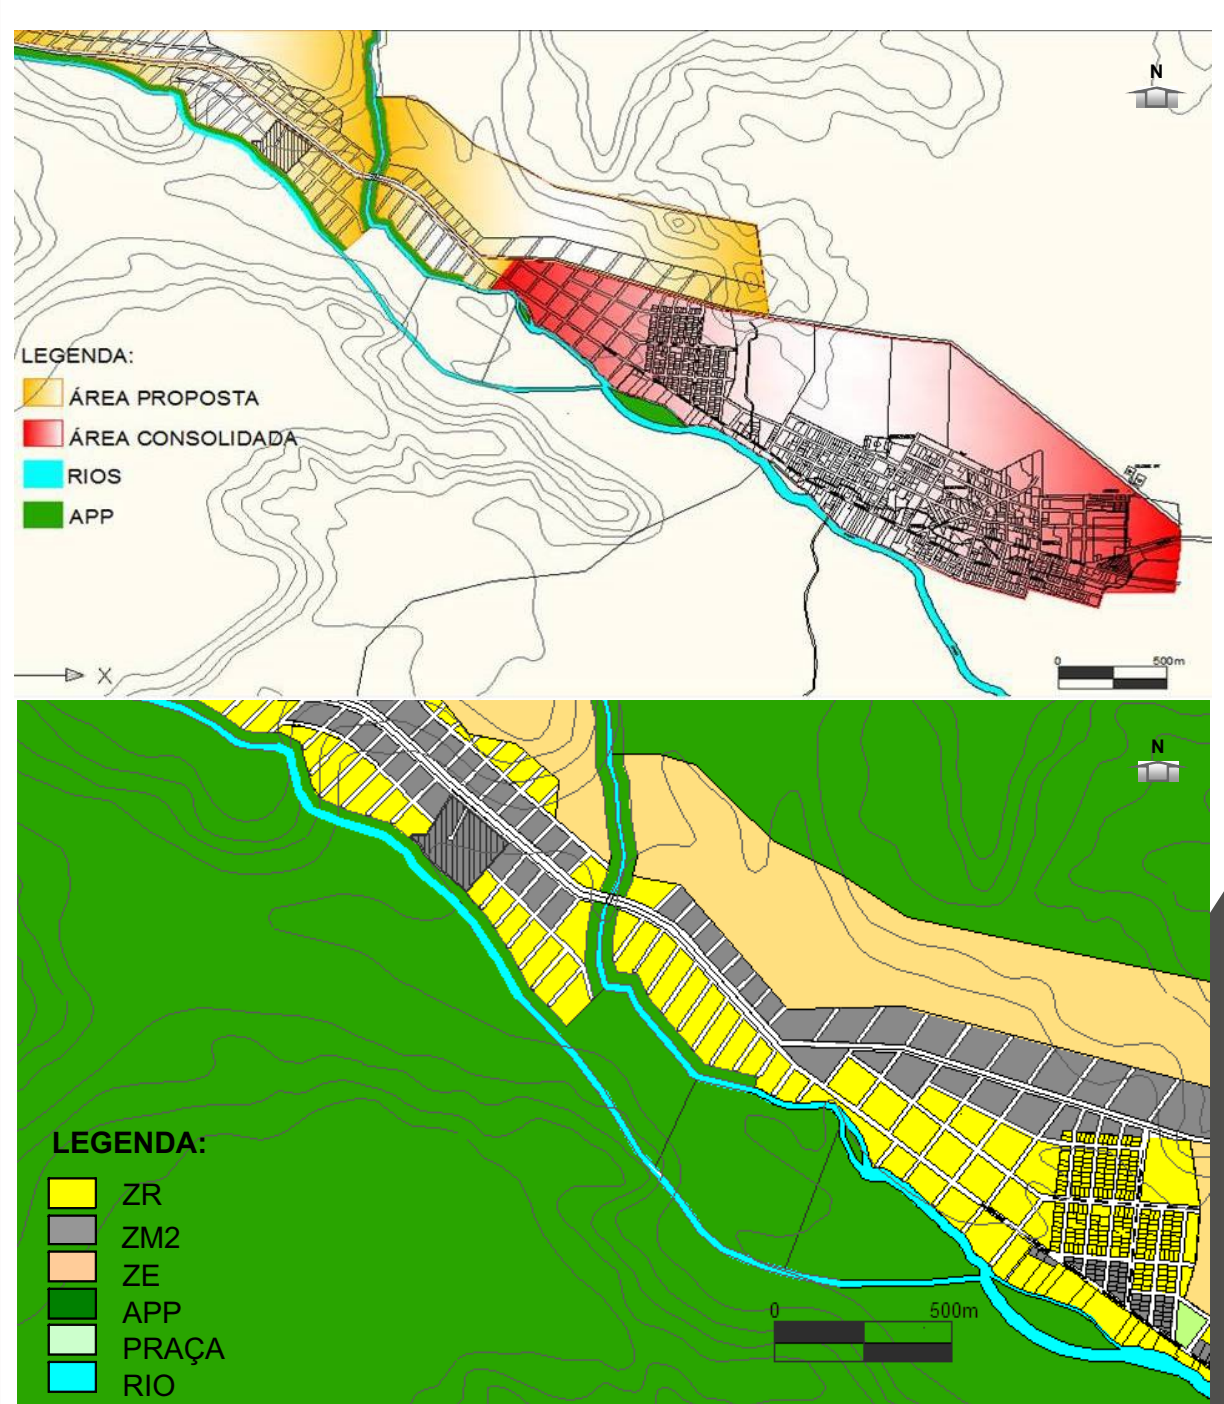 N
LEGENDA:
ÁREA PROPOSTA
ÁREA CONSOLIDADA
RIOS
APP
X
0 500m
N
LEGENDA:
ZR
ZM2
ZE
APP
PRAÇA
RIO
0 500m